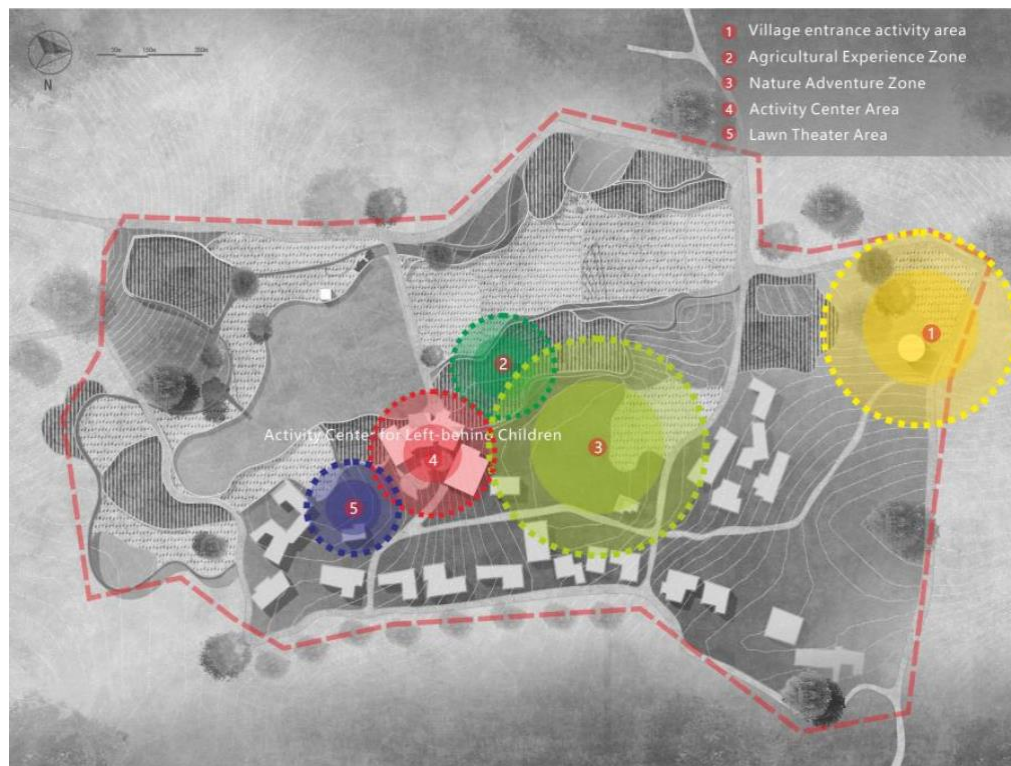 1 Village entrance activity area
2 Agricultural Experience Zone
3 Nature Adventure Zone
4 Activity Center Area
5 Lawn Theater Area
N
1
2
Activity Center for Left-behind Children
3
4
5